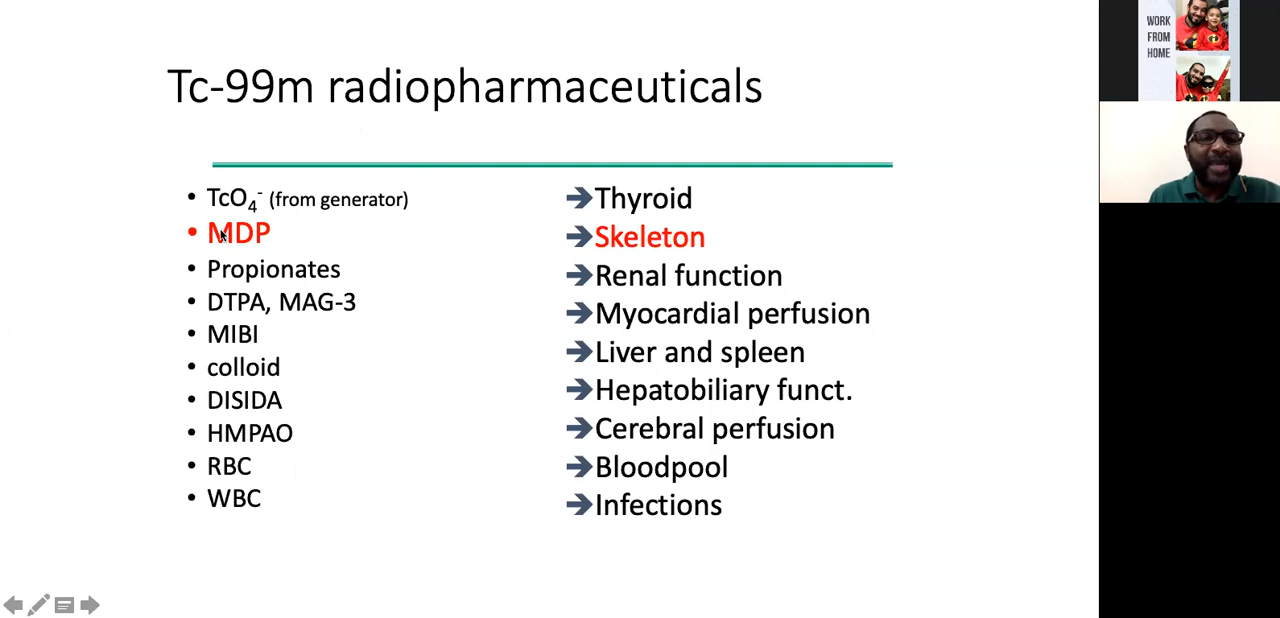 Tc-99m radiopharmaceuticals
• TcO₄⁻ (from generator)
• MDP
• Propionates
• DTPA, MAG-3
• MIBI
• colloid
• DISIDA
• HMPAO
• RBC
• WBC
➔Thyroid
➔Skeleton
➔Renal function
➔Myocardial perfusion
➔Liver and spleen
➔Hepatobiliary funct.
➔Cerebral perfusion
➔Bloodpool
➔Infections
WORK
FROM
HOME